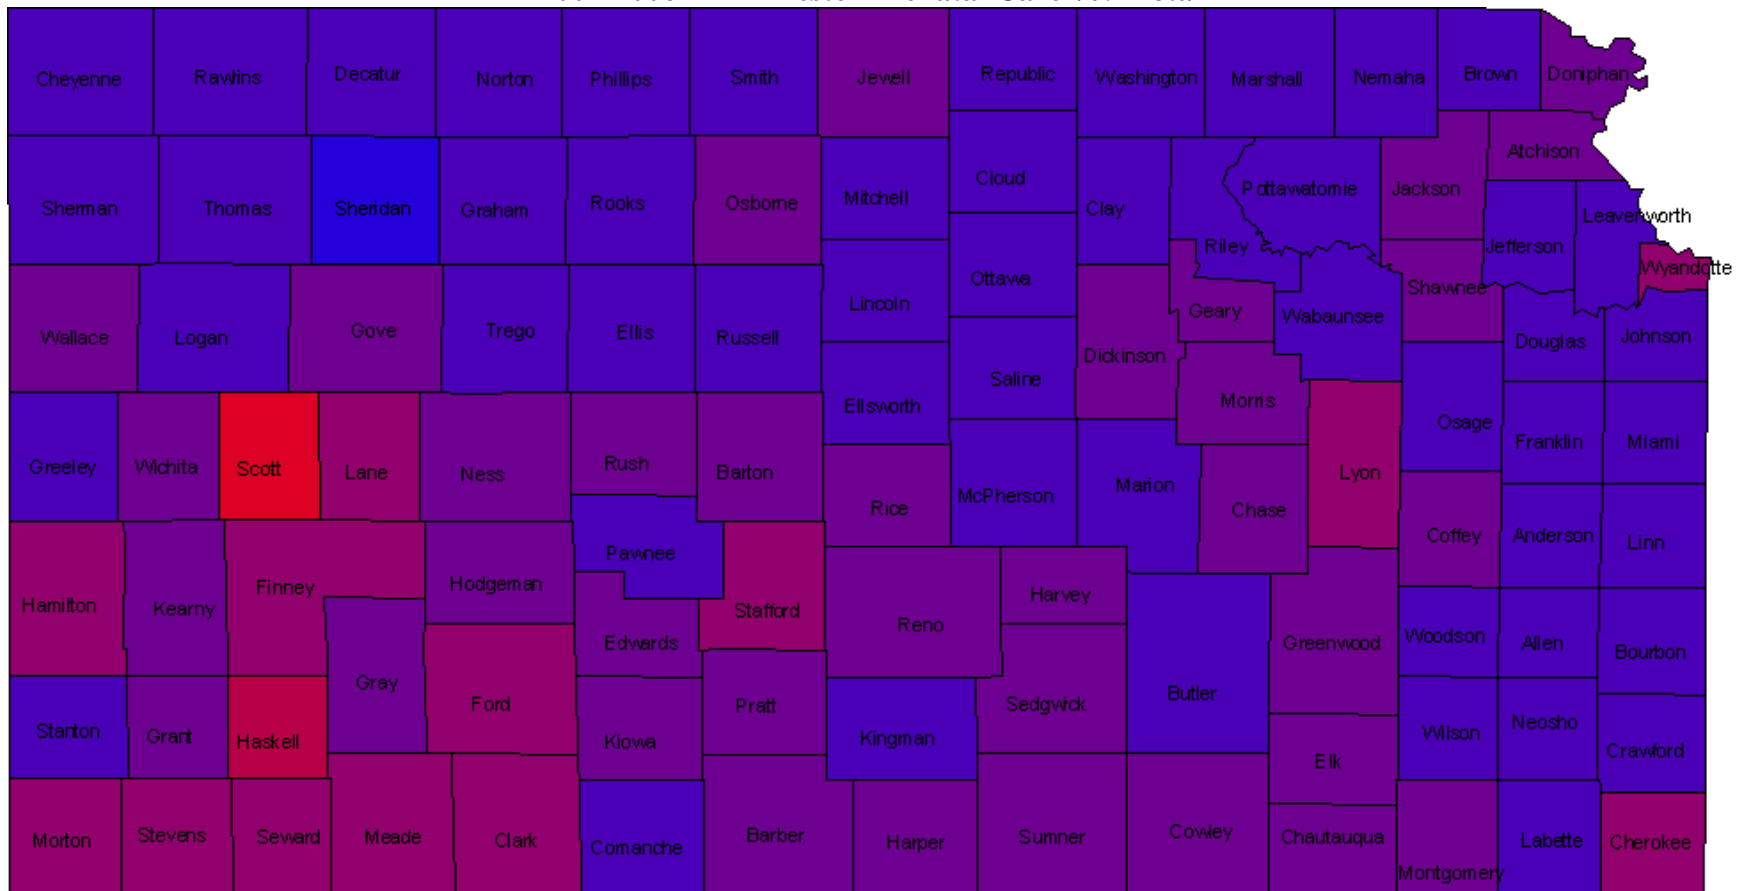 Cheyenne
Rawlins
Decatur
Norton
Phillips
Smith
Jewell
Republic
Washington
Marshall
Nemaha
Brown
Doniphan
Sherman
Thomas
Sheridan
Graham
Rooks
Osborne
Mitchell
Cloud
Clay
Riley
Pottawatomie
Jackson
Atchison
Jefferson
Leavenworth
Wyandotte
Wallace
Logan
Gove
Trego
Ellis
Russell
Lincoln
Ottawa
Dickinson
Geary
Wabaunsee
Shawnee
Douglas
Johnson
Greeley
Wichita
Scott
Lane
Ness
Rush
Barton
Ellsworth
Saline
Morris
Lyon
Osage
Franklin
Miami
Rice
McPherson
Marion
Chase
Coffey
Anderson
Linn
Hamilton
Kearny
Finney
Hodgeman
Pawnee
Edwards
Stafford
Reno
Harvey
Butler
Greenwood
Woodson
Allen
Bourbon
Stanton
Grant
Haskell
Gray
Ford
Kiowa
Pratt
Kingman
Sedgwick
Elk
Wilson
Neosho
Crawford
Morton
Stevens
Seward
Meade
Clark
Comanche
Barber
Harper
Sumner
Cowley
Chautauqua
Montgomery
Labette
Cherokee